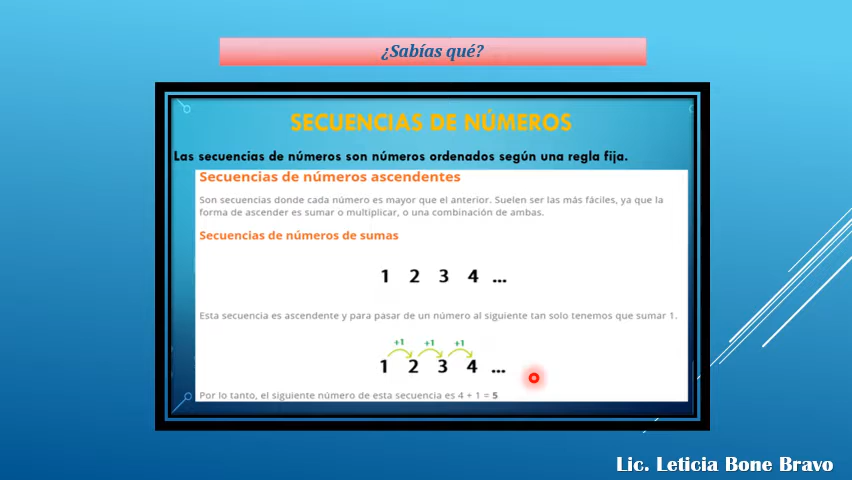 ¿Sabías qué?
SECUENCIAS DE NÚMEROS
Las secuencias de números son números ordenados según una regla fija.
Secuencias de números ascendentes
Son secuencias donde cada número es mayor que el anterior. Suelen ser las más fáciles, ya que la
forma de ascender es sumar o multiplicar, o una combinación de ambas.
Secuencias de números de sumas
1 2 3 4 ...
Esta secuencia es ascendente y para pasar de un número al siguiente tan solo tenemos que sumar 1.
+1 +1 +1
1 2 3 4 ...
Por lo tanto, el siguiente número de esta secuencia es 4 + 1 = 5
Lic. Leticia Bone Bravo